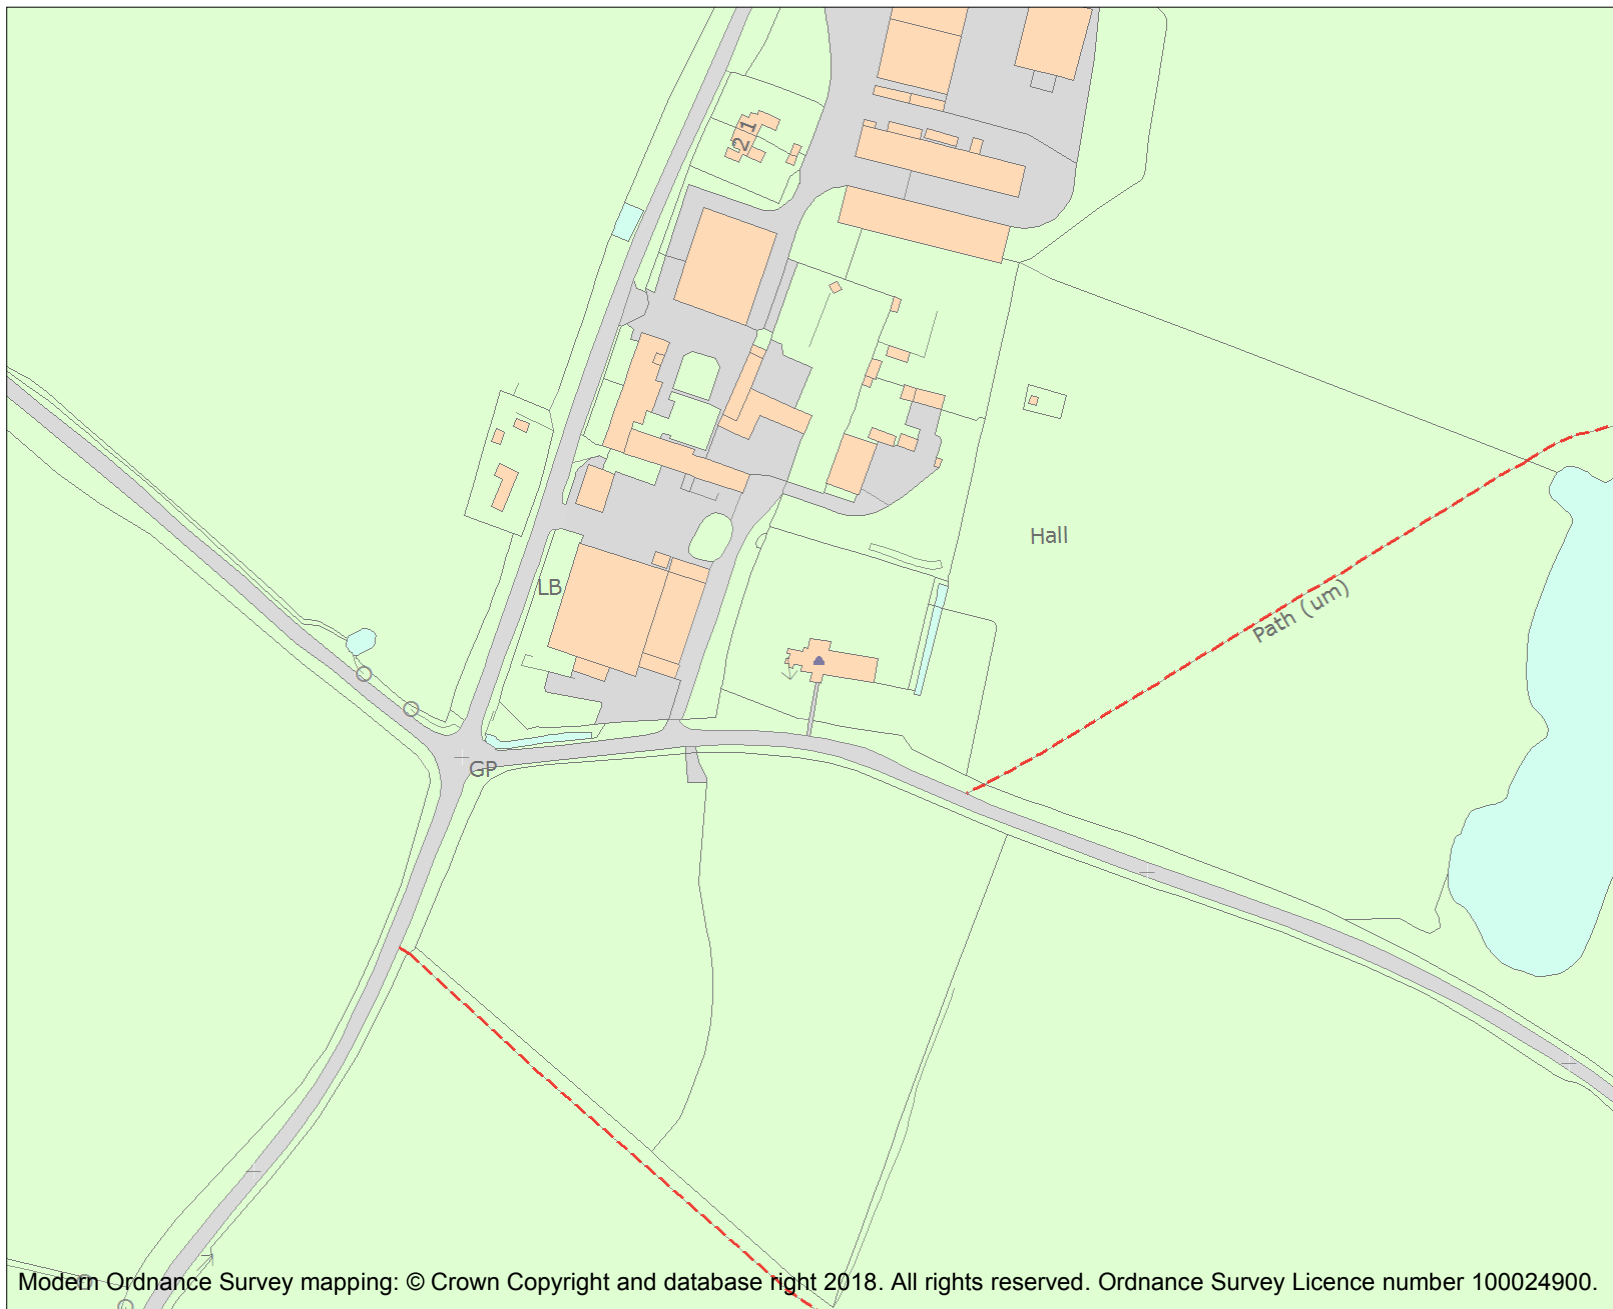 1
2
Hall
LB
Path (um)
GP
Modern Ordnance Survey mapping: © Crown Copyright and database right 2018. All rights reserved. Ordnance Survey Licence number 100024900.